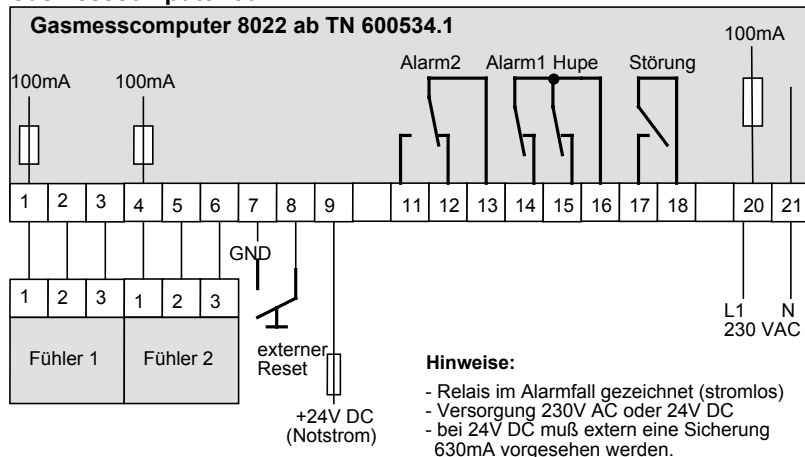 Gasmesscomputer 8022 ab TN 600534.1
100mA
Alarm2 Alarm1 Hupe Störung
100mA 100mA
1 2 3 4 5 6 7 8 9 11 12 13 14 15 16 17 18 20 21
GND
1 2 3 1 2 3
L1 N
230 VAC
Fühler 1 Fühler 2
externer
Reset
+24V DC
(Notstrom)
Hinweise:
- Relais im Alarmfall gezeichnet (stromlos)
- Versorgung 230V AC oder 24V DC
- bei 24V DC muß extern eine Sicherung
630mA vorgesehen werden.